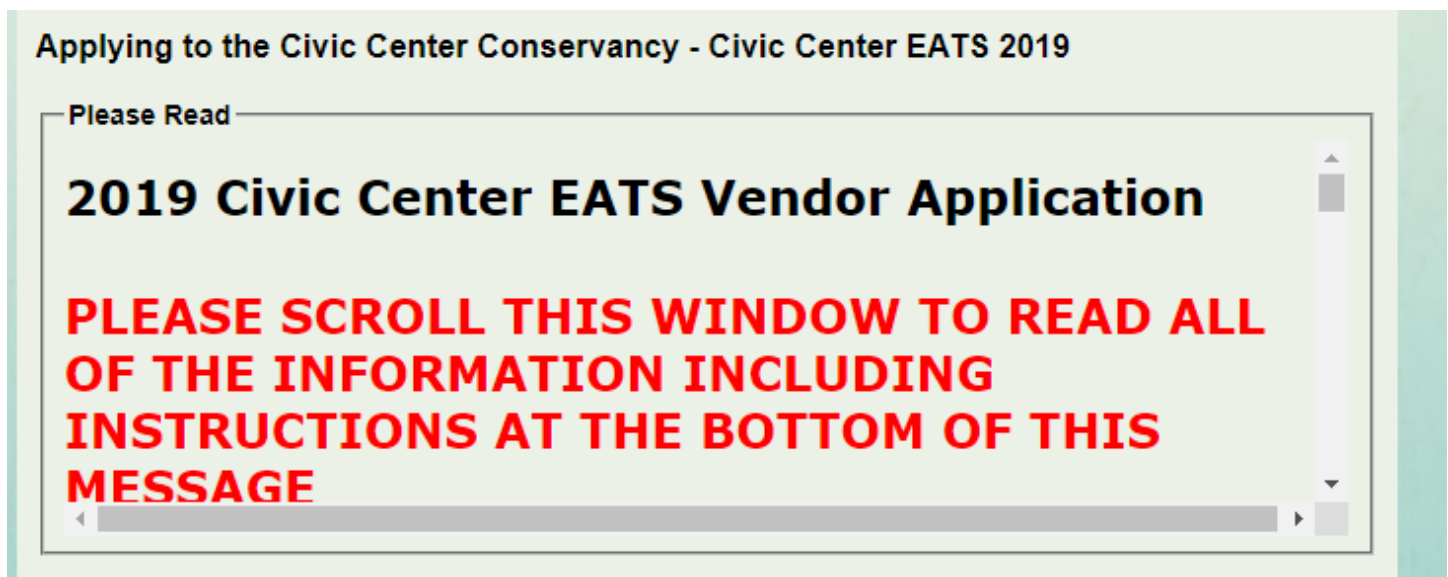 Applying to the Civic Center Conservancy - Civic Center EATS 2019
Please Read
2019 Civic Center EATS Vendor Application
PLEASE SCROLL THIS WINDOW TO READ ALL
OF THE INFORMATION INCLUDING
INSTRUCTIONS AT THE BOTTOM OF THIS
MESSAGE